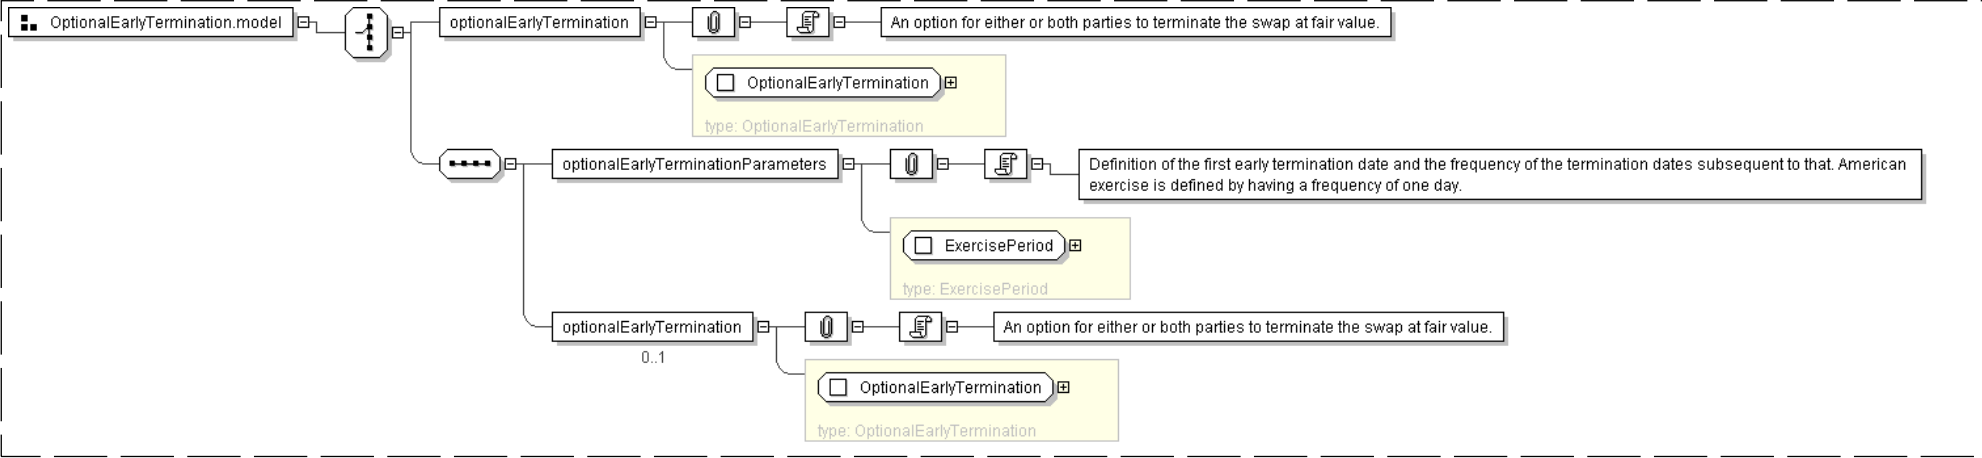 OptionalEarlyTermination.model
optionalEarlyTermination
An option for either or both parties to terminate the swap at fair value.
OptionalEarlyTermination
type: OptionalEarlyTermination
optionalEarlyTerminationParameters
Definition of the first early termination date and the frequency of the termination dates subsequent to that. American
exercise is defined by having a frequency of one day.
ExercisePeriod
type: ExercisePeriod
optionalEarlyTermination
An option for either or both parties to terminate the swap at fair value.
0..1
OptionalEarlyTermination
type: OptionalEarlyTermination